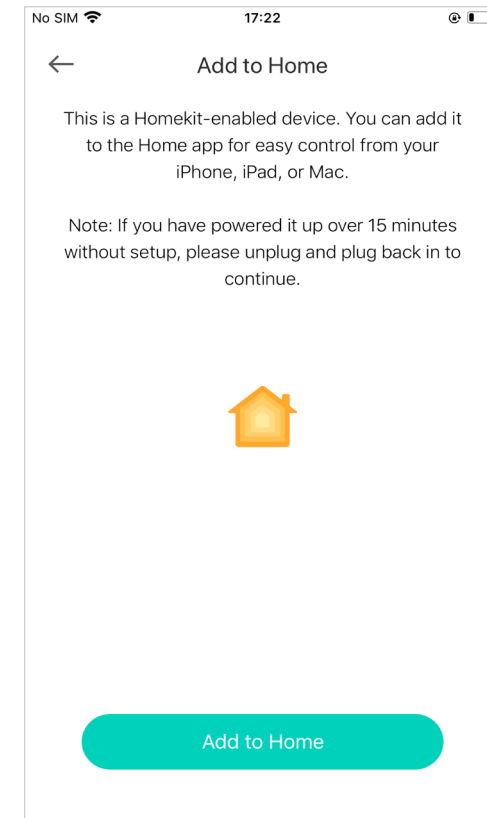 No SIM 17:22
Add to Home
This is a Homekit-enabled device. You can add it
to the Home app for easy control from your
iPhone, iPad, or Mac.
Note: If you have powered it up over 15 minutes
without setup, please unplug and plug back in to
continue.
Add to Home